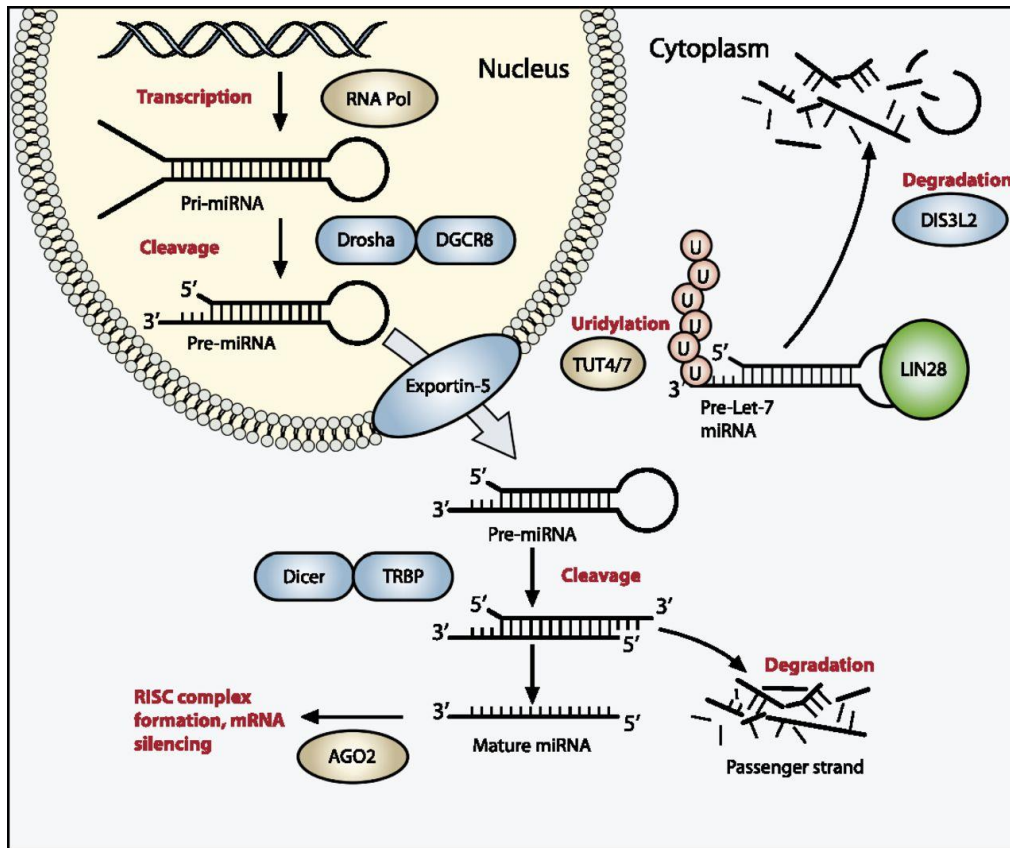 Nucleus
Cytoplasm
Transcription
RNA Pol
Pri-miRNA
Cleavage
Drosha
DGCR8
5′
3′
Pre-miRNA
Exportin-5
Degradation
DIS3L2
U
U
U
U
U
U
Uridylation
TUT4/7
5′
3′
LIN28
Pre-Let-7
miRNA
5′
3′
Pre-miRNA
Dicer
TRBP
Cleavage
5′
3′
3′
5′
Degradation
RISC complex
formation, mRNA
silencing
AGO2
3′
5′
Mature miRNA
Passenger strand